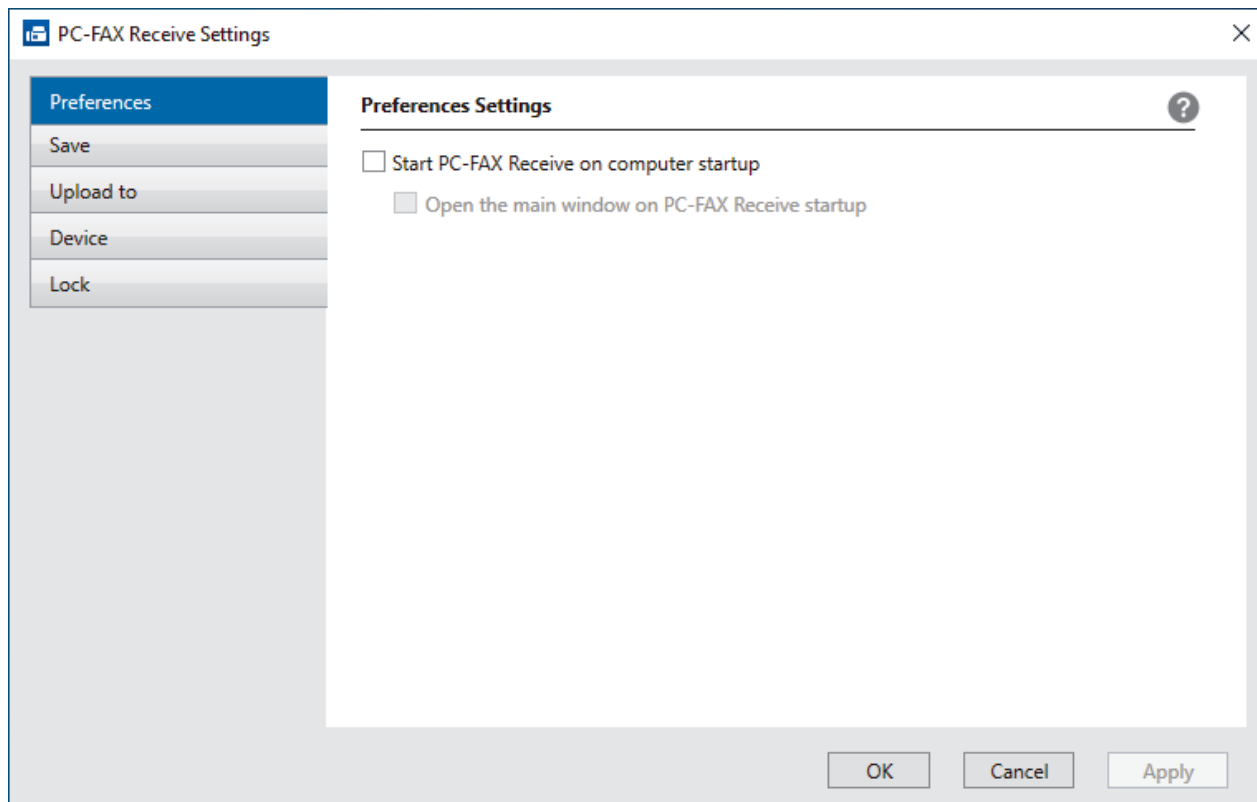 PC-FAX Receive Settings
Preferences
Save
Upload to
Device
Lock
Preferences Settings
?
Start PC-FAX Receive on computer startup
Open the main window on PC-FAX Receive startup
OK
Cancel
Apply